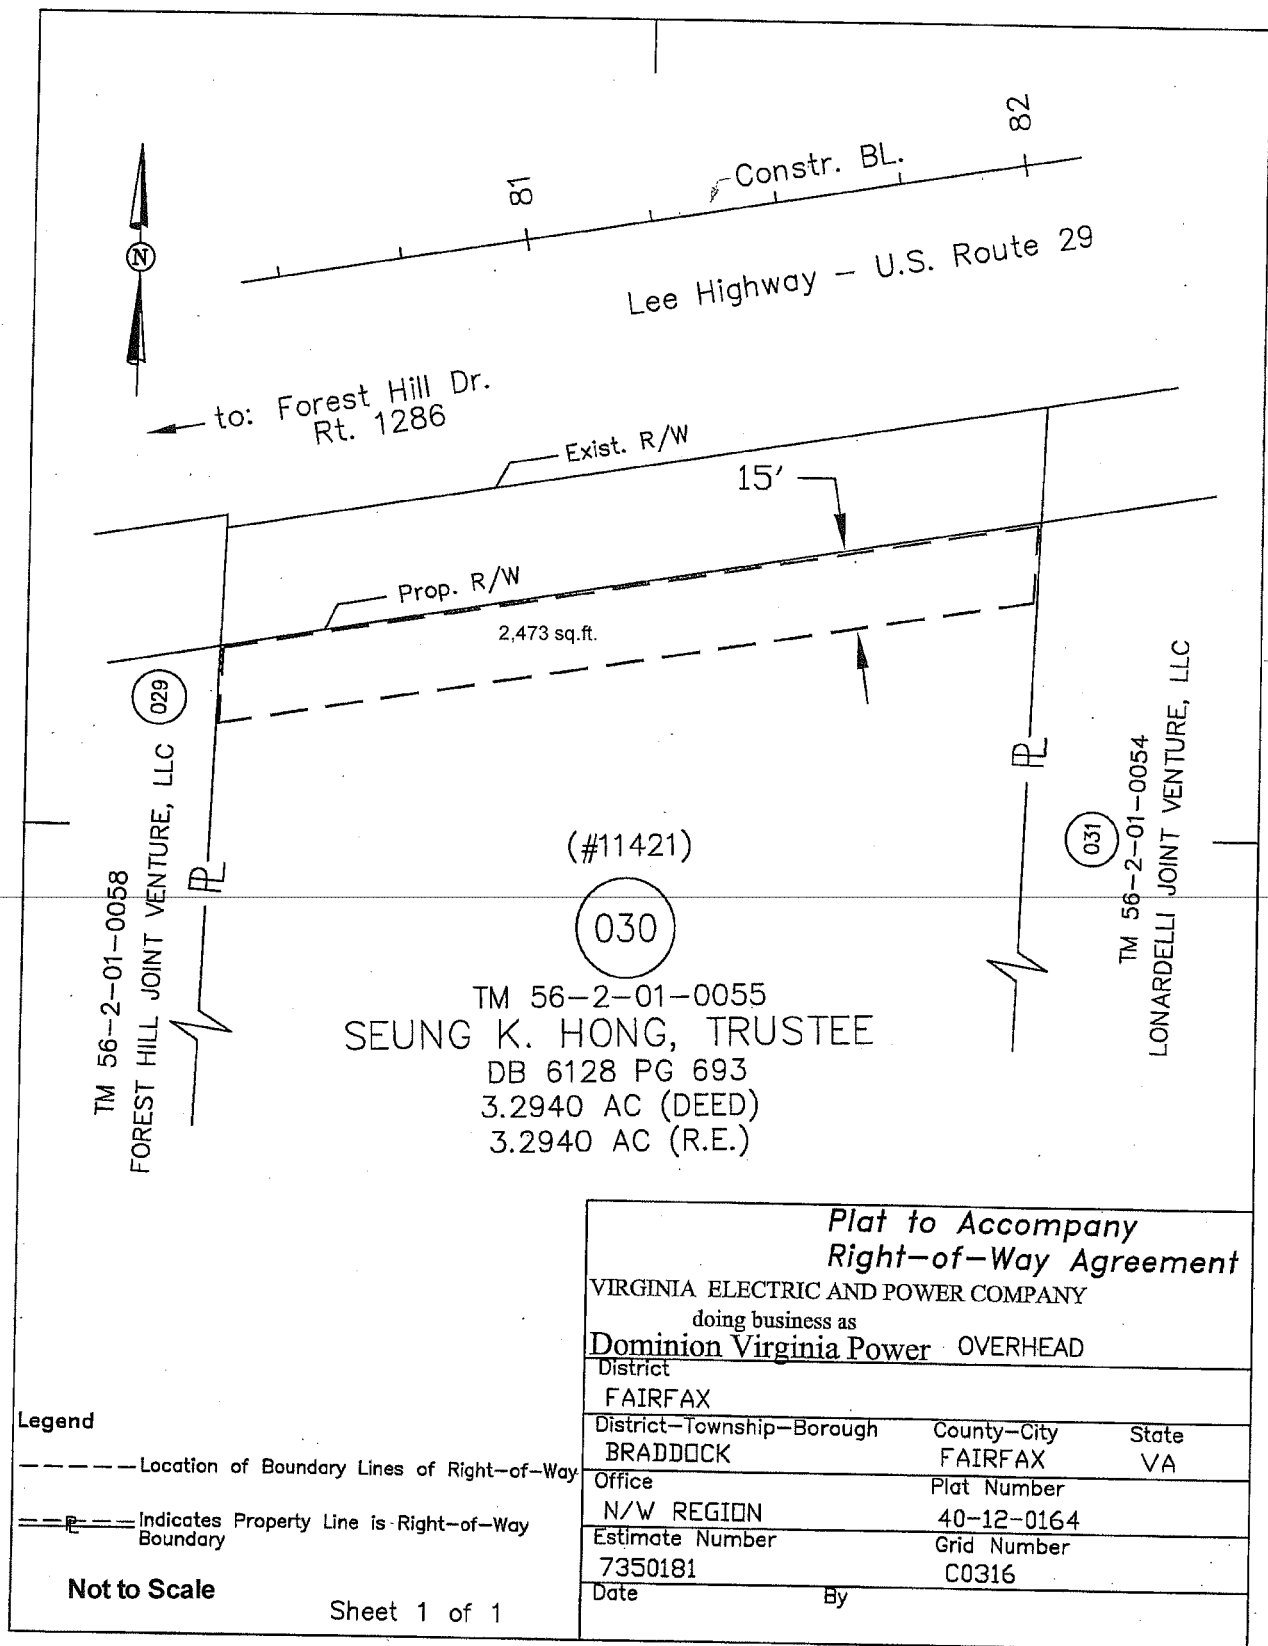 82
81
Constr. BL.
N
Lee Highway – U.S. Route 29
to: Forest Hill Dr.
Rt. 1286
Exist. R/W
15'
Prop. R/W
2,473 sq.ft.
029
TM 56–2–01–0058
FOREST HILL JOINT VENTURE, LLC
PL
PL
031
TM 56–2–01–0054
LONARDELLI JOINT VENTURE, LLC
(#11421)
030
TM 56–2–01–0055
SEUNG K. HONG, TRUSTEE
DB 6128 PG 693
3.2940 AC (DEED)
3.2940 AC (R.E.)
Plat to Accompany
Right–of–Way Agreement
VIRGINIA ELECTRIC AND POWER COMPANY
doing business as
Dominion Virginia Power OVERHEAD
District
FAIRFAX
District–Township–Borough County–City State
BRADDOCK FAIRFAX VA
Office Plat Number
N/W REGION 40–12–0164
Estimate Number Grid Number
7350181 C0316
Date By
Legend
Location of Boundary Lines of Right–of–Way
PL Indicates Property Line is Right–of–Way
Boundary
Not to Scale
Sheet 1 of 1